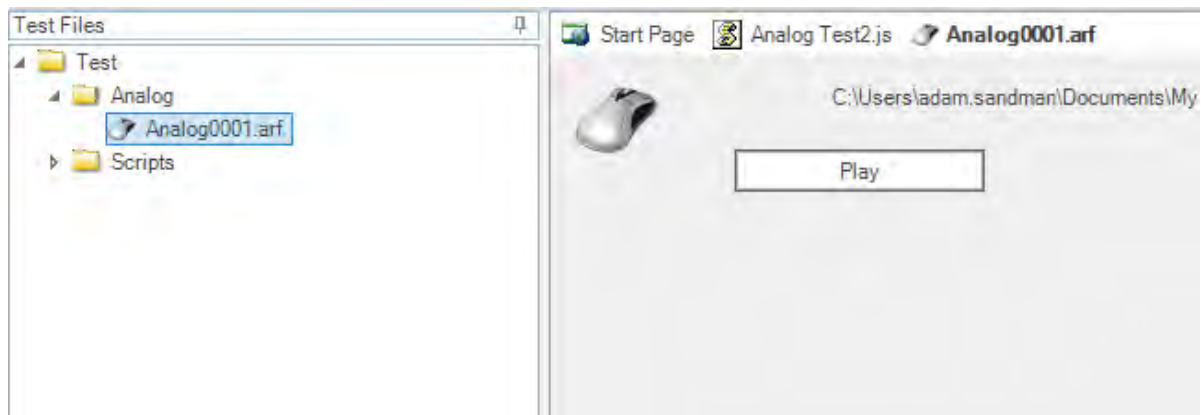 Test Files
Test
Analog
Analog0001.arf
Scripts
Start Page Analog Test2.js Analog0001.arf
C:\Users\adam.sandman\Documents\My
Play